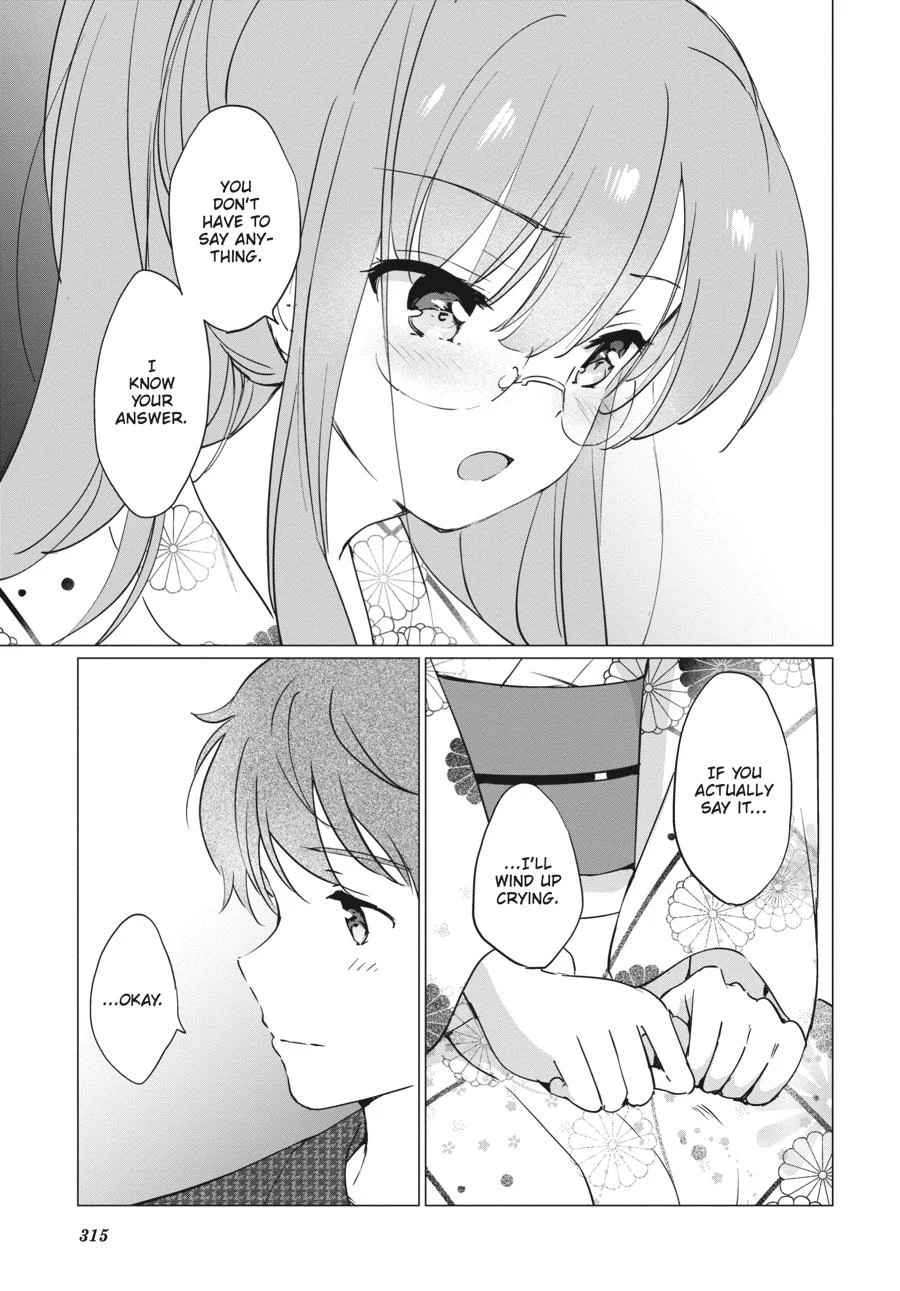 YOU
DON'T
HAVE TO
SAY ANY-
THING.
I
KNOW
YOUR
ANSWER.
IF YOU
ACTUALLY
SAY IT...
...I'LL
WIND UP
CRYING.
...OKAY.
315